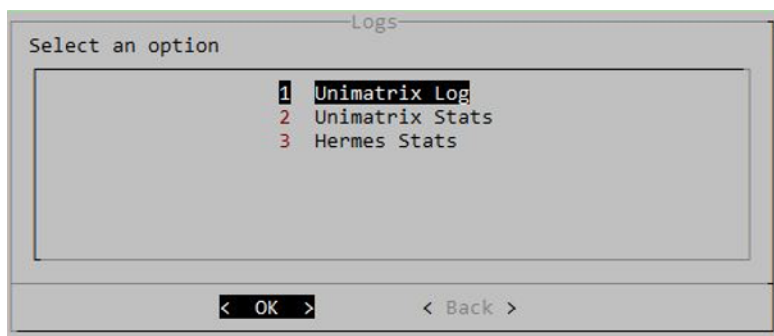 Logs
Select an option
1 Unimatrix Log
2 Unimatrix Stats
3 Hermes Stats
< OK > < Back >